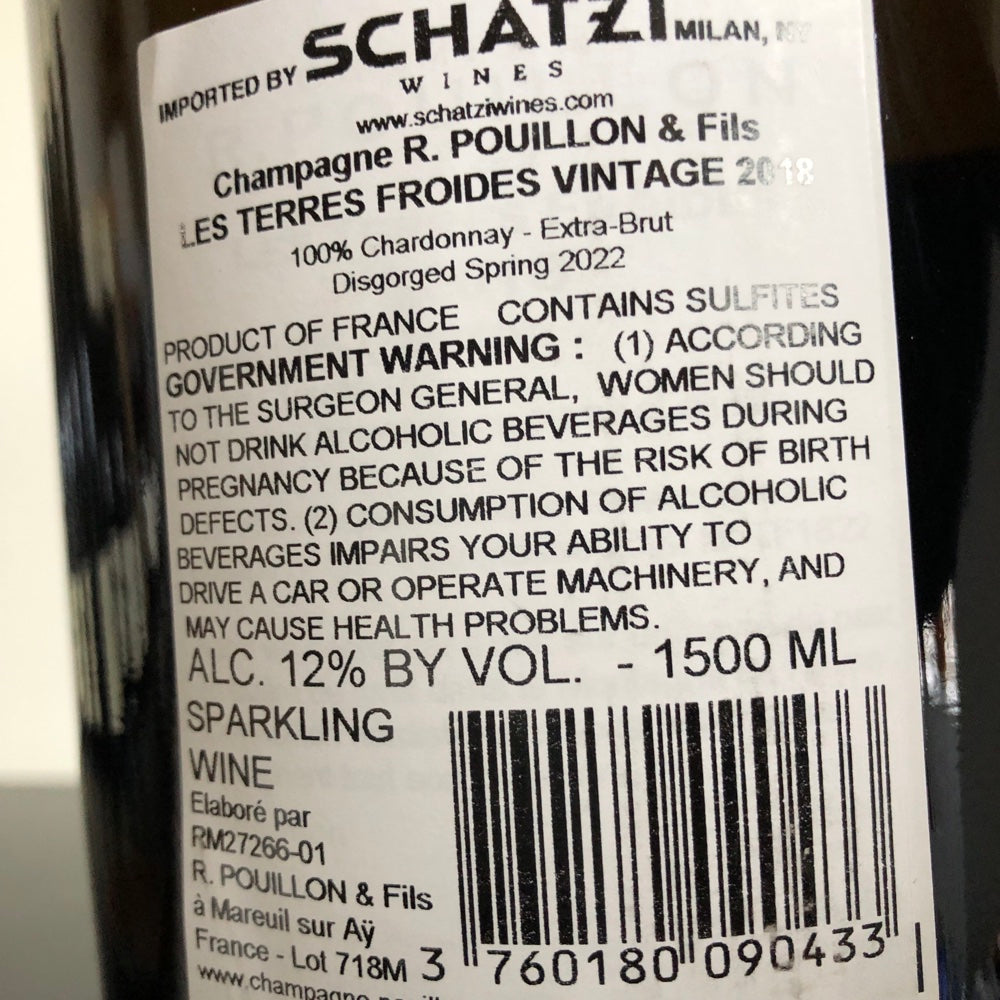 IMPORTED BY SCHATZI MILAN, NY
WINES
www.schatziwines.com
Champagne R. POUILLON & Fils
LES TERRES FROIDES VINTAGE 2018
100% Chardonnay - Extra-Brut
Disgorged Spring 2022
PRODUCT OF FRANCE CONTAINS SULFITES
GOVERNMENT WARNING : (1) ACCORDING
TO THE SURGEON GENERAL, WOMEN SHOULD
NOT DRINK ALCOHOLIC BEVERAGES DURING
PREGNANCY BECAUSE OF THE RISK OF BIRTH
DEFECTS. (2) CONSUMPTION OF ALCOHOLIC
BEVERAGES IMPAIRS YOUR ABILITY TO
DRIVE A CAR OR OPERATE MACHINERY, AND
MAY CAUSE HEALTH PROBLEMS.
ALC. 12% BY VOL. - 1500 ML
SPARKLING
WINE
Elaboré par
RM27266-01
R. POUILLON & Fils
à Mareuil sur Aÿ
France - Lot 718M
3 760180 090433